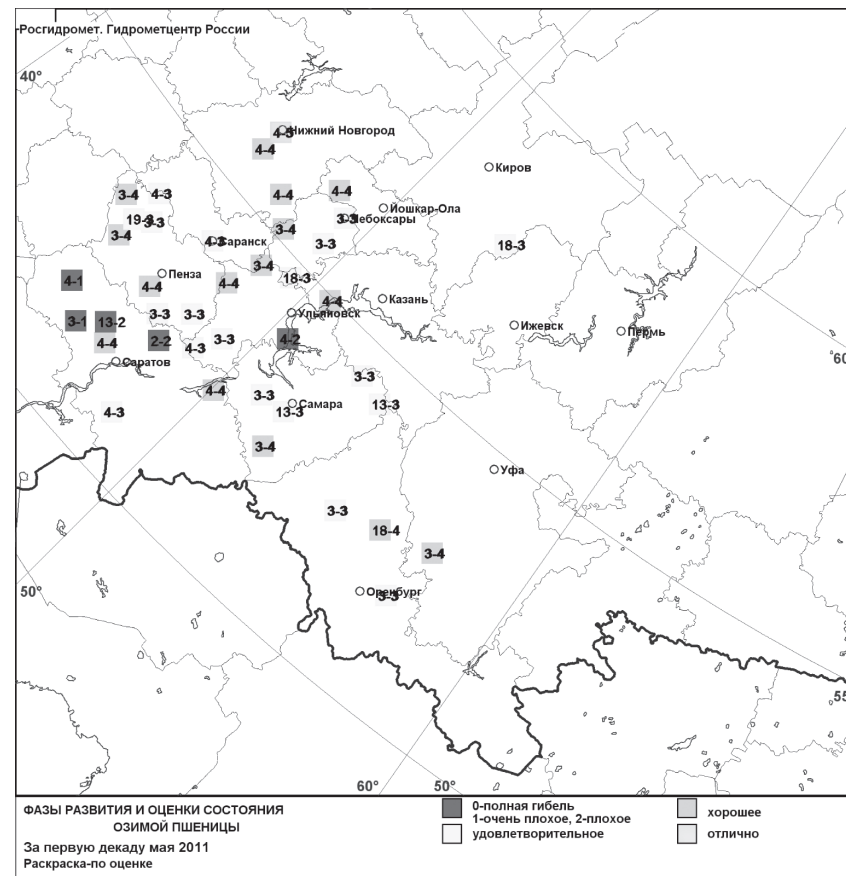 Росгидромет. Гидрометцентр России
40°
4-3 Нижний Новгород
4-4
Киров
3-4 4-3 4-4 4-4
Йошкар-Ола
19-3 3-3 3-3 Чебоксары
3-4 4-3 Саранск 3-4 3-3 18-3
3-4
4-1 Пенза 4-4 4-4 18-3
4-4 Казань
3-1 13-2 3-3 3-3 Ульяновск
Ижевск Пермь
4-4 2-2 4-3 3-3 4-2
60
Саратов
3-3
4-4 3-3
4-3 13-3 Самара 13-3
3-4
Уфа
3-3
18-4
3-4
50°
Оренбург
3-3
55
60° 50°
ФАЗЫ РАЗВИТИЯ И ОЦЕНКИ СОСТОЯНИЯ
ОЗИМОЙ ПШЕНИЦЫ
За первую декаду мая 2011
Раскраска-по оценке
0-полная гибель
1-очень плохое, 2-плохое
удовлетворительное
хорошее
отлично